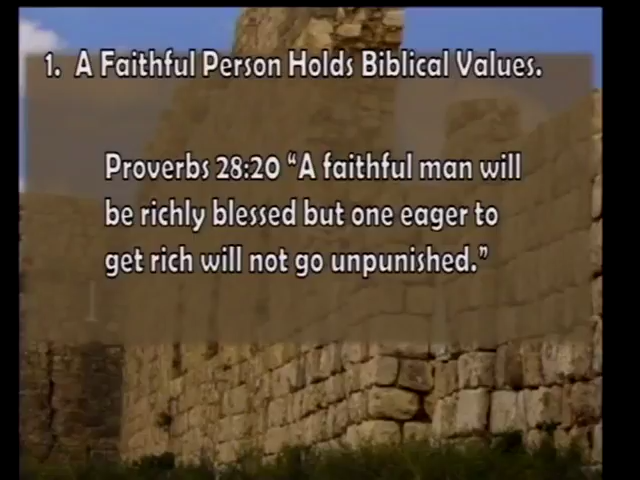 1. A Faithful Person Holds Biblical Values.
Proverbs 28:20 “A faithful man will
be richly blessed but one eager to
get rich will not go unpunished.”